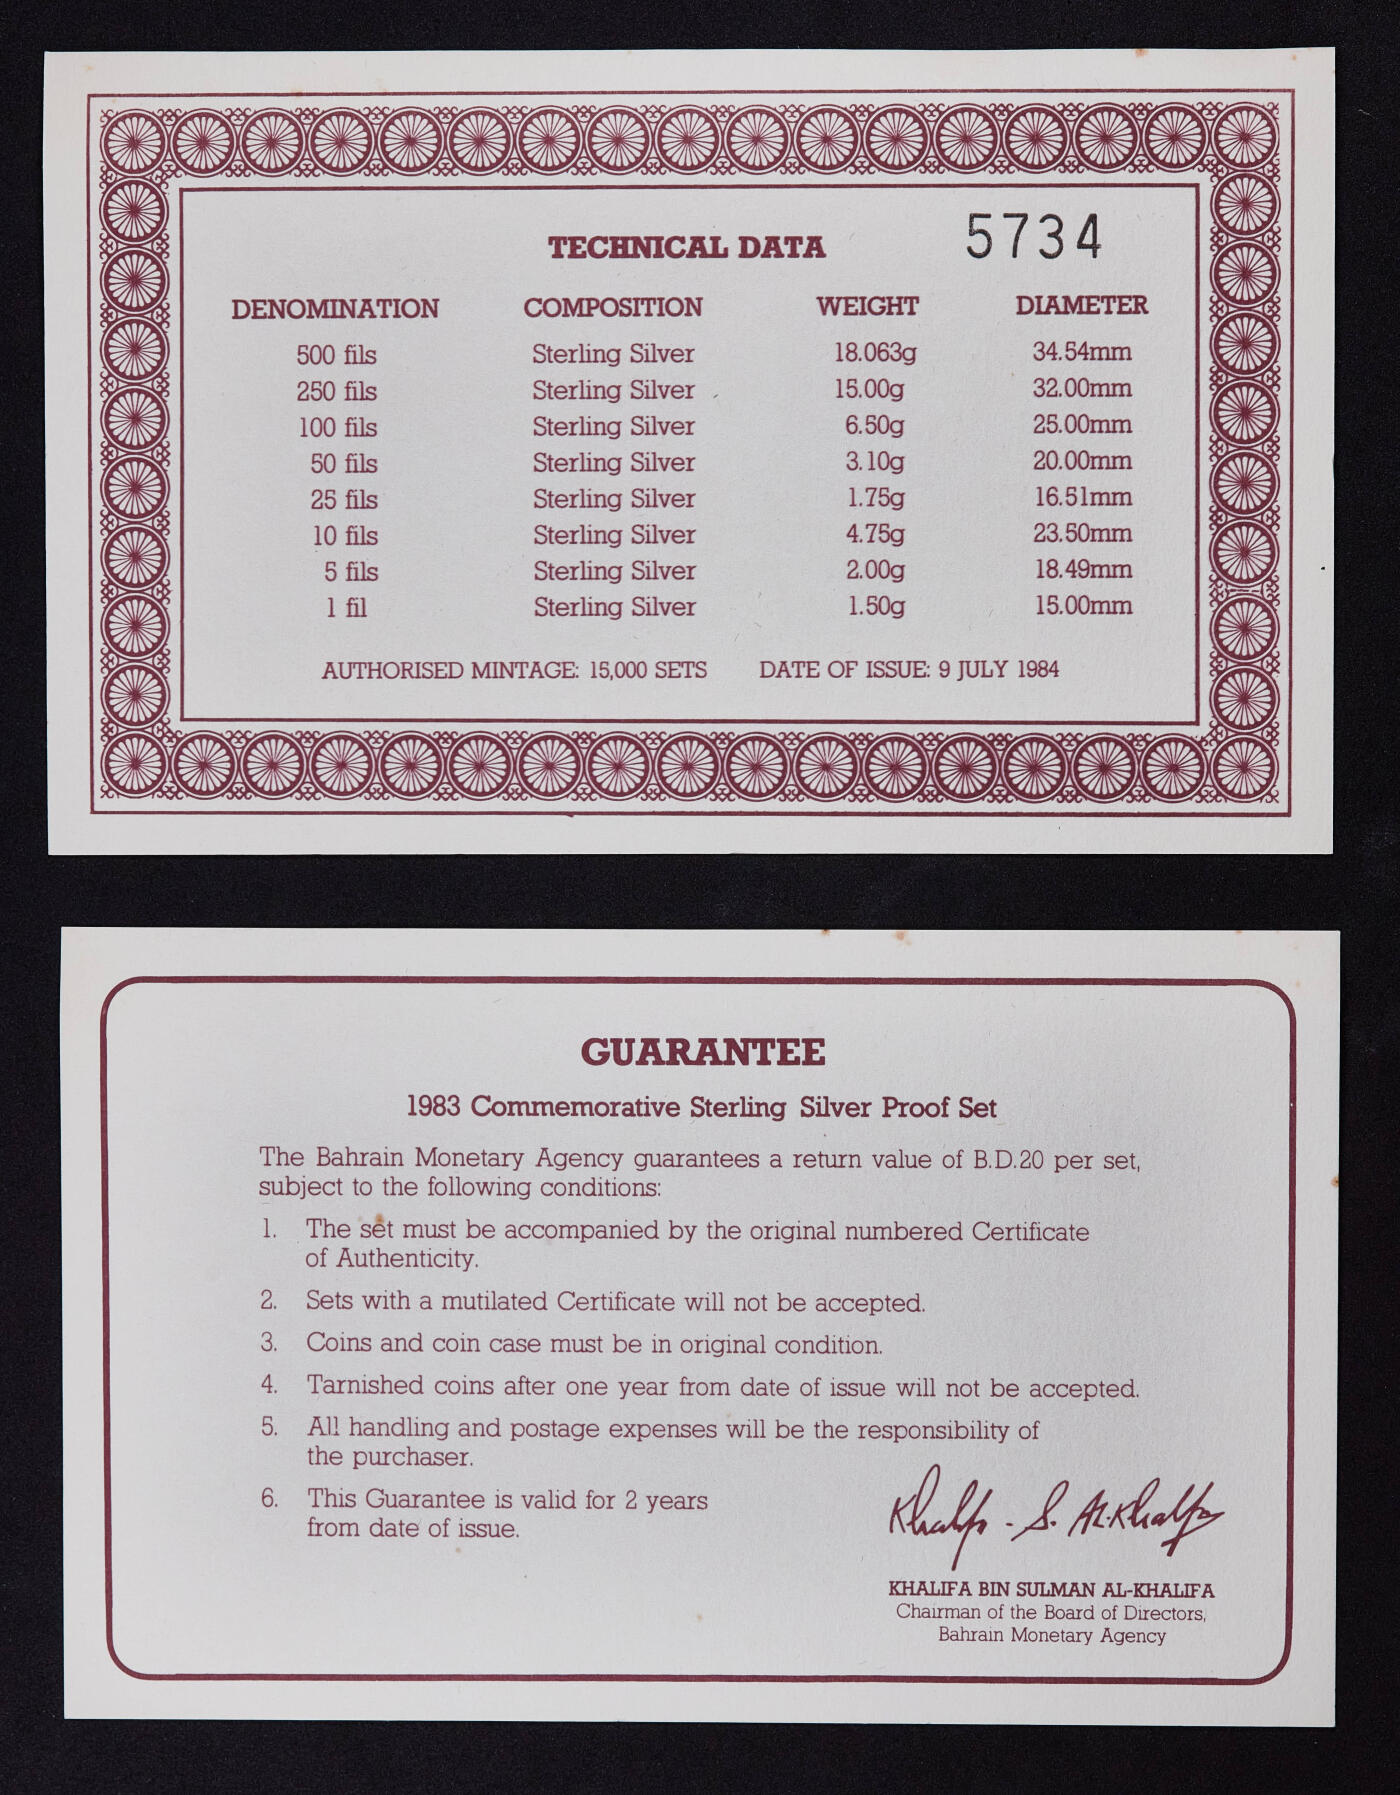 5734
TECHNICAL DATA
DENOMINATION COMPOSITION WEIGHT DIAMETER
500 fils Sterling Silver 18.063g 34.54mm
250 fils Sterling Silver 15.00g 32.00mm
100 fils Sterling Silver 6.50g 25.00mm
50 fils Sterling Silver 3.10g 20.00mm
25 fils Sterling Silver 1.75g 16.51mm
10 fils Sterling Silver 4.75g 23.50mm
5 fils Sterling Silver 2.00g 18.49mm
1 fil Sterling Silver 1.50g 15.00mm
AUTHORISED MINTAGE: 15,000 SETS DATE OF ISSUE: 9 JULY 1984
GUARANTEE
1983 Commemorative Sterling Silver Proof Set
The Bahrain Monetary Agency guarantees a return value of B.D.20 per set,
subject to the following conditions:
1. The set must be accompanied by the original numbered Certificate
of Authenticity.
2. Sets with a mutilated Certificate will not be accepted.
3. Coins and coin case must be in original condition.
4. Tarnished coins after one year from date of issue will not be accepted.
5. All handling and postage expenses will be the responsibility of
the purchaser.
6. This Guarantee is valid for 2 years
from date of issue.
Khalifa - S. Al-Khalifa
KHALIFA BIN SULMAN AL-KHALIFA
Chairman of the Board of Directors,
Bahrain Monetary Agency